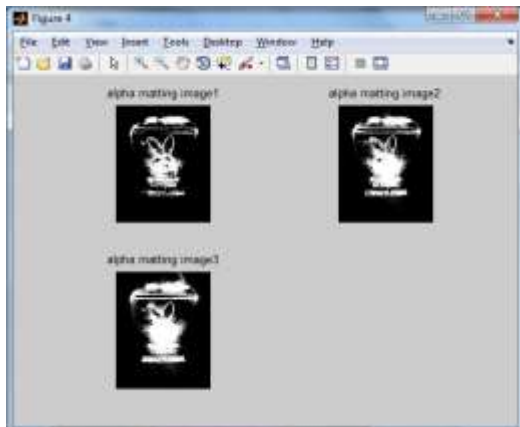 Figure 4
File Edit View Insert Tools Desktop Window Help
alpha matting image1
alpha matting image2
alpha matting image3